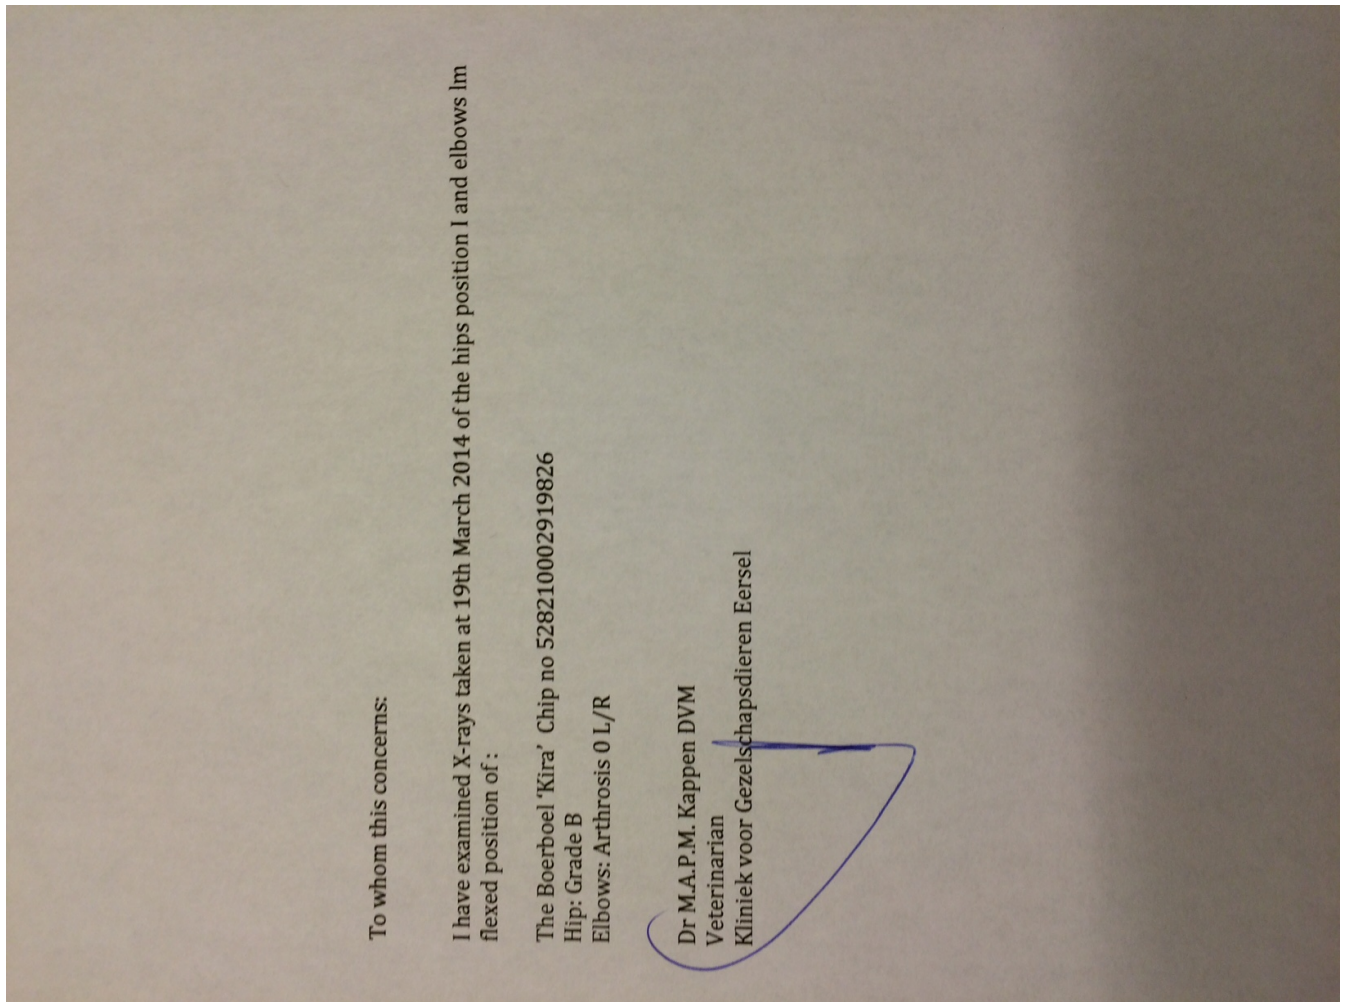 To whom this concerns:
I have examined X-rays taken at 19th March 2014 of the hips position I and elbows lm
flexed position of :
The Boerboel 'Kira' Chip no 528210002919826
Hip: Grade B
Elbows: Arthrosis 0 L/R
Dr M.A.P.M. Kappen DVM
Veterinarian
Kliniek voor Gezelschapsdieren Eersel